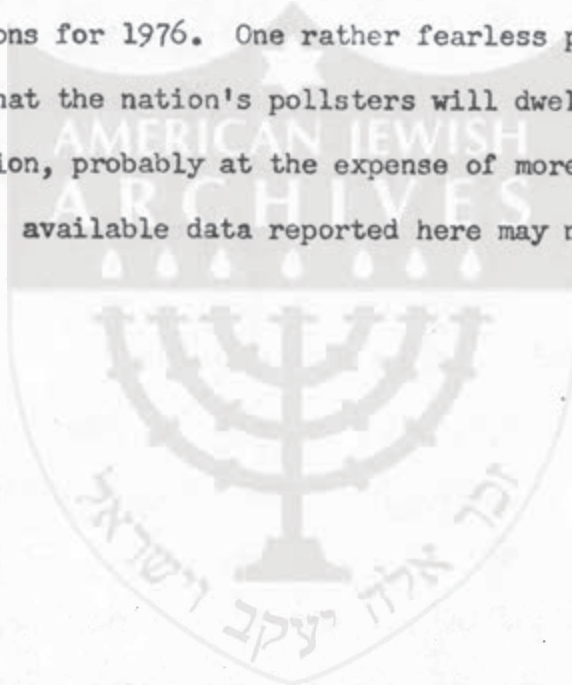 ons for 1976. One rather fearless p
hat the nation's pollsters will dwel
AMERICAN JEWISH
ion, probably at the expense of more
ARCHIVES
available data reported here may
זכר אלה יעקב וישראל